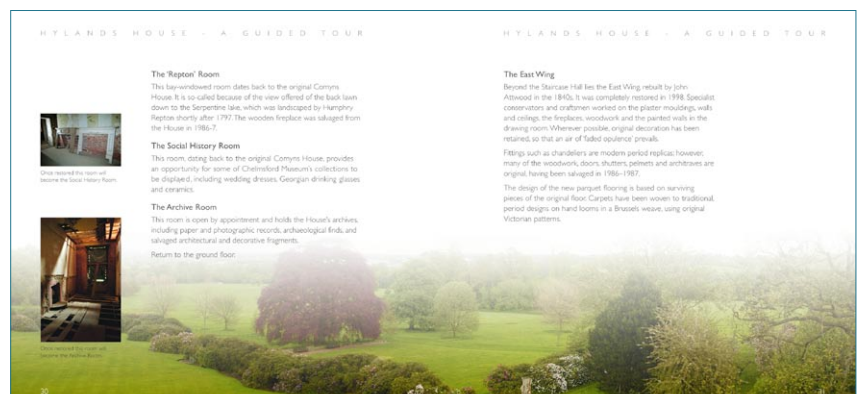 HYLANDS HOUSE - A GUIDED TOUR
The 'Repton' Room
This bay-windowed room dates back to the original Comyns
House. It is so-called because of the view offered of the back lawn
down to the Serpentine lake, which was landscaped by Humphry
Repton shortly after 1797. The wooden fireplace was salvaged from
the House in 1986-7.
The Social History Room
This room, dating back to the original Comyns House, provides
an opportunity for some of Chelmsford Museum's collections to
be displayed, including wedding dresses, Georgian drinking glasses
and ceramics.
The Archive Room
This room is open by appointment and holds the House's archives,
including paper and photographic records, archaeological finds, and
salvaged architectural and decorative fragments.
Return to the ground floor.
Once restored this room will
become the Social History Room
Once restored this room will
become the Archive Room
30
HYLANDS HOUSE - A GUIDED TOUR
The East Wing
Beyond the Staircase Hall lies the East Wing, rebuilt by John
Attwood in the 1840s. It was completely restored in 1998. Specialist
conservators and craftsmen worked on the plaster mouldings, walls
and ceilings, the fireplaces, woodwork and the painted walls in the
drawing room. Wherever possible, original decoration has been
retained, so that an air of 'faded opulence' prevails.
Fittings such as chandeliers are modern period replicas; however,
many of the woodwork, doors, shutters, pelmets and architraves are
original, having been salvaged in 1986-1987.
The design of the new parquet flooring is based on surviving
pieces of the original floor. Carpets have been woven to traditional,
period designs on hand looms in a Brussels weave, using original
Victorian patterns.